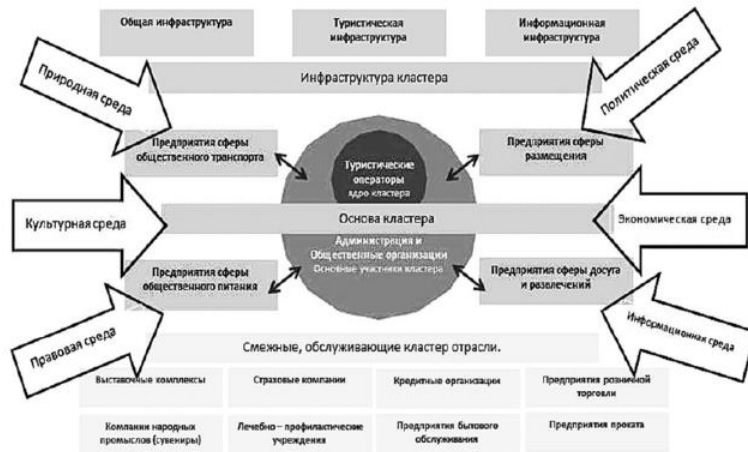 Общая инфраструктура
Туристическая
инфраструктура
Информационная
инфраструктура
Инфраструктура кластера
Природная среда
Политическая среда
Предприятия сферы
общественного транспорта
Туристические
операторы
ядро кластера
Предприятия сферы
размещения
Культурная среда
Основа кластера
Экономическая среда
Администрация и
Общественные организации
Основные участники кластера
Предприятия сферы
общественного питания
Предприятия сферы досуга
и развлечений
Правовая среда
Информационная среда
Смежные, обслуживающие кластер отрасли.
Выставочные комплексы
Страховые компании
Кредитные организации
Предприятия розничной
торговли
Компании народных
промыслов (сувениры)
Лечебно – профилактические
учреждения
Предприятия бытового
обслуживания
Предприятия проката